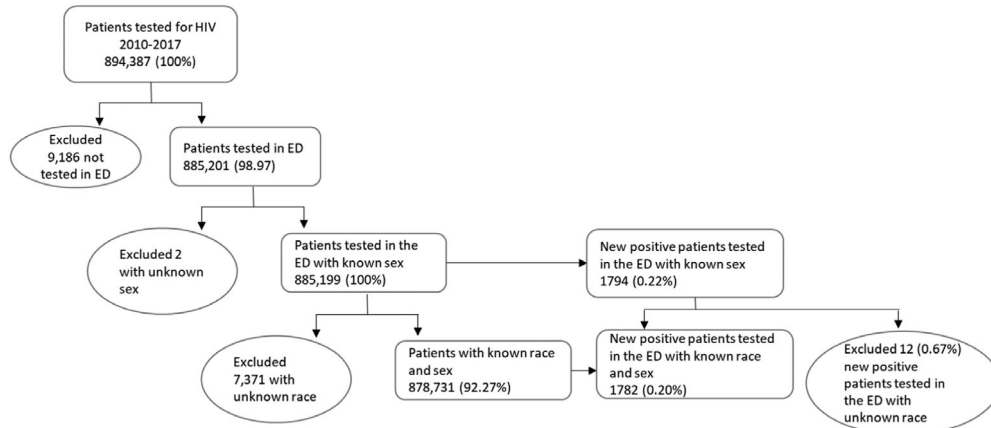 Patients tested for HIV
2010-2017
894,387 (100%)
Excluded
9,186 not
tested in ED
Patients tested in ED
885,201 (98.97)
Excluded 2
with unknown
sex
Patients tested in the
ED with known sex
885,199 (100%)
New positive patients tested
in the ED with known sex
1794 (0.22%)
Excluded
7,371 with
unknown race
Patients with known race
and sex
878,731 (92.27%)
New positive patients tested
in the ED with known race
and sex
1782 (0.20%)
Excluded 12 (0.67%)
new positive
patients tested in
the ED with
unknown race